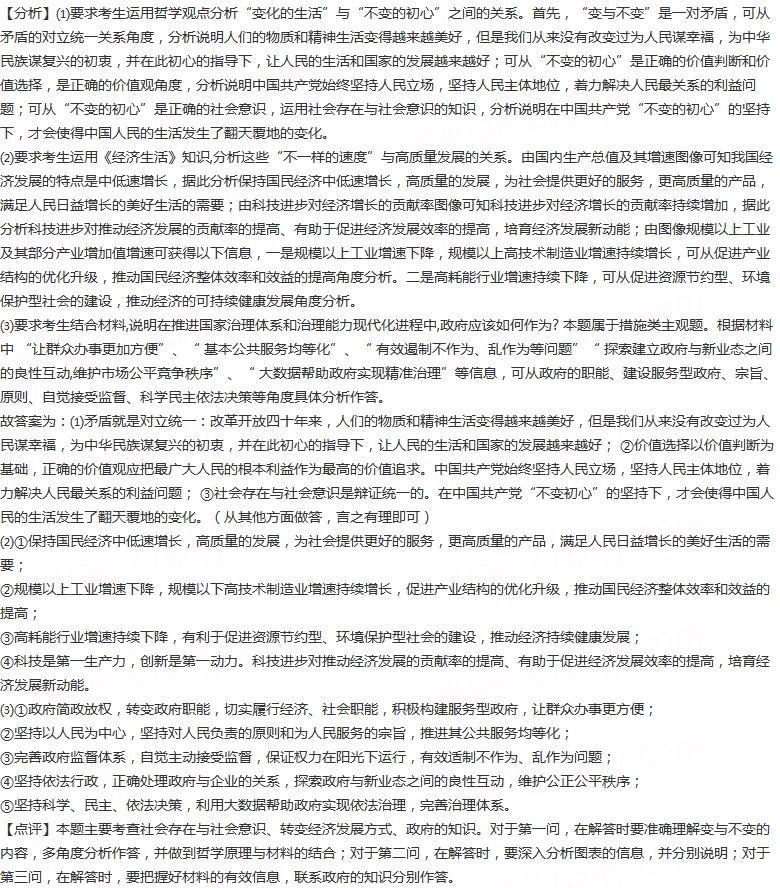 【分析】⑴要求考生运用哲学观点分析“变化的生活”与“不变的初心”之间的关系。首先，“变与不变”是一对矛盾，可从
矛盾的对立统一关系角度，分析说明人们的物质和精神生活变得越来越美好，但是我们从来没有改变过为人民谋幸福，为中华
民族谋复兴的初衷，并在此初心的指导下，让人民的生活和国家的发展越来越好；可从“不变的初心”是正确的价值判断和价
值选择，是正确的价值观角度，分析说明中国共产党始终坚持人民立场，坚持人民主体地位，着力解决人民最关系的利益问
题；可从“不变的初心”是正确的社会意识，运用社会存在与社会意识的知识，分析说明在中国共产党“不变的初心”的坚持
下，才会使得中国人民的生活发生了翻天覆地的变化。
⑵要求考生运用《经济生活》知识,分析这些“不一样的速度”与高质量发展的关系。由国内生产总值及其增速图像可知我国经
济发展的特点是中低速增长，据此分析保持国民经济中低速增长，高质量的发展，为社会提供更好的服务，更高质量的产品，
满足人民日益增长的美好生活的需要；由科技进步对经济增长的贡献率图像可知科技进步对经济增长的贡献率持续增加，据此
分析科技进步对推动经济发展的贡献率的提高、有助于促进经济发展效率的提高，培育经济发展新动能；由图像规模以上工业
及其部分产业增加值增速可获得以下信息，一是规模以上工业增速下降，规模以上高技术制造业增速持续增长，可从促进产业
结构的优化升级，推动国民经济整体效率和效益的提高角度分析。二是高耗能行业增速持续下降，可从促进资源节约型、环境
保护型社会的建设，推动经济的可持续健康发展角度分析。
⑶要求考生结合材料,说明在推进国家治理体系和治理能力现代化进程中,政府应该如何作为? 本题属于措施类主观题。根据材料
中 “让群众办事更加方便”、 “ 基本公共服务均等化”、 “ 有效遏制不作为、乱作为等问题” “ 探索建立政府与新业态之间
的良性互动,维护市场公平竞争秩序”、 “ 大数据帮助政府实现精准治理”等信息，可从政府的职能、建设服务型政府、宗旨、
原则、自觉接受监督、科学民主依法决策等角度具体分析作答。
故答案为：⑴矛盾就是对立统一：改革开放四十年来，人们的物质和精神生活变得越来越美好，但是我们从来没有改变过为人
民谋幸福，为中华民族谋复兴的初衷，并在此初心的指导下，让人民的生活和国家的发展越来越好； ②价值选择以价值判断为
基础，正确的价值观应把最广大人民的根本利益作为最高的价值追求。中国共产党始终坚持人民立场，坚持人民主体地位，着
力解决人民最关系的利益问题； ③社会存在与社会意识是辩证统一的。在中国共产党“不变初心”的坚持下，才会使得中国人
民的生活发生了翻天覆地的变化。（从其他方面做答，言之有理即可）
⑵①保持国民经济中低速增长，高质量的发展，为社会提供更好的服务，更高质量的产品，满足人民日益增长的美好生活的需
要；
②规模以上工业增速下降，规模以下高技术制造业增速持续增长，促进产业结构的优化升级，推动国民经济整体效率和效益的
提高；
③高耗能行业增速持续下降，有利于促进资源节约型、环境保护型社会的建设，推动经济持续健康发展；
④科技是第一生产力，创新是第一动力。科技进步对推动经济发展的贡献率的提高、有助于促进经济发展效率的提高，培育经
济发展新动能。
⑶①政府简政放权，转变政府职能，切实履行经济、社会职能，积极构建服务型政府，让群众办事更方便；
②坚持以人民为中心，坚持对人民负责的原则和为人民服务的宗旨，推进其公共服务均等化；
③完善政府监督体系，自觉主动接受监督，保证权力在阳光下运行，有效适制不作为、乱作为问题；
④坚持依法行政，正确处理政府与企业的关系，探索政府与新业态之间的良性互动，维护公正公平秩序；
⑤坚持科学、民主、依法决策，利用大数据帮助政府实现依法治理，完善治理体系。
【点评】本题主要考查社会存在与社会意识、转变经济发展方式、政府的知识。对于第一问，在解答时要准确理解变与不变的
内容，多角度分析作答，并做到哲学原理与材料的结合；对于第二问，在解答时，要深入分析图表的信息，并分别说明；对于
第三问，在解答时，要把握好材料的有效信息，联系政府的知识分别作答。